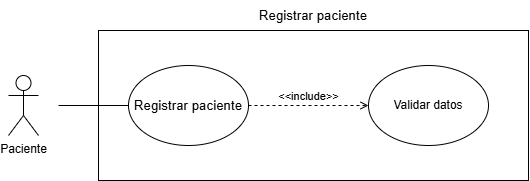 Registrar paciente
Registrar paciente
<<include>>
Validar datos
Paciente